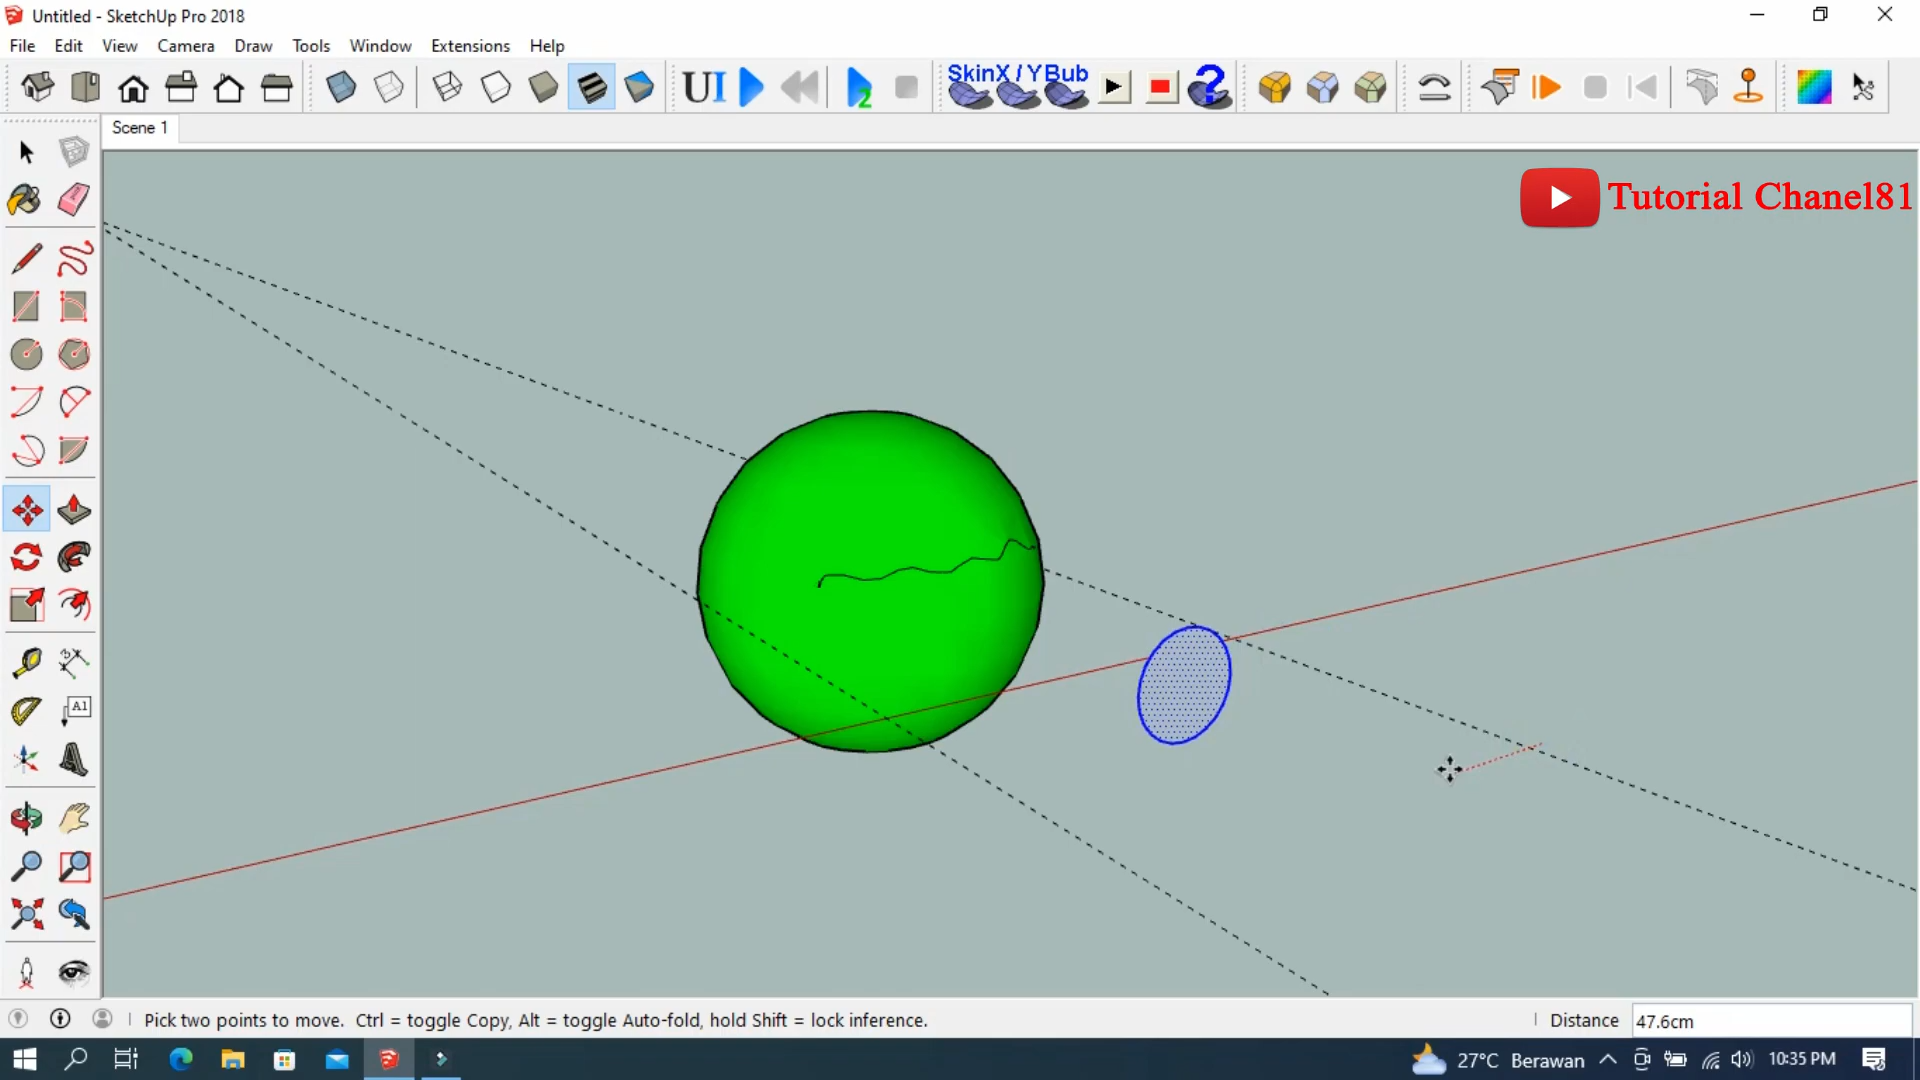 Untitled - SketchUp Pro 2018
File Edit View Camera Draw Tools Window Extensions Help
UI
2
SkinX / YBub
?
Scene 1
Tutorial Chanel81
A1
Pick two points to move. Ctrl = toggle Copy, Alt = toggle Auto-fold, hold Shift = lock inference.
Distance 47.6cm
27°C Berawan 10:35 PM